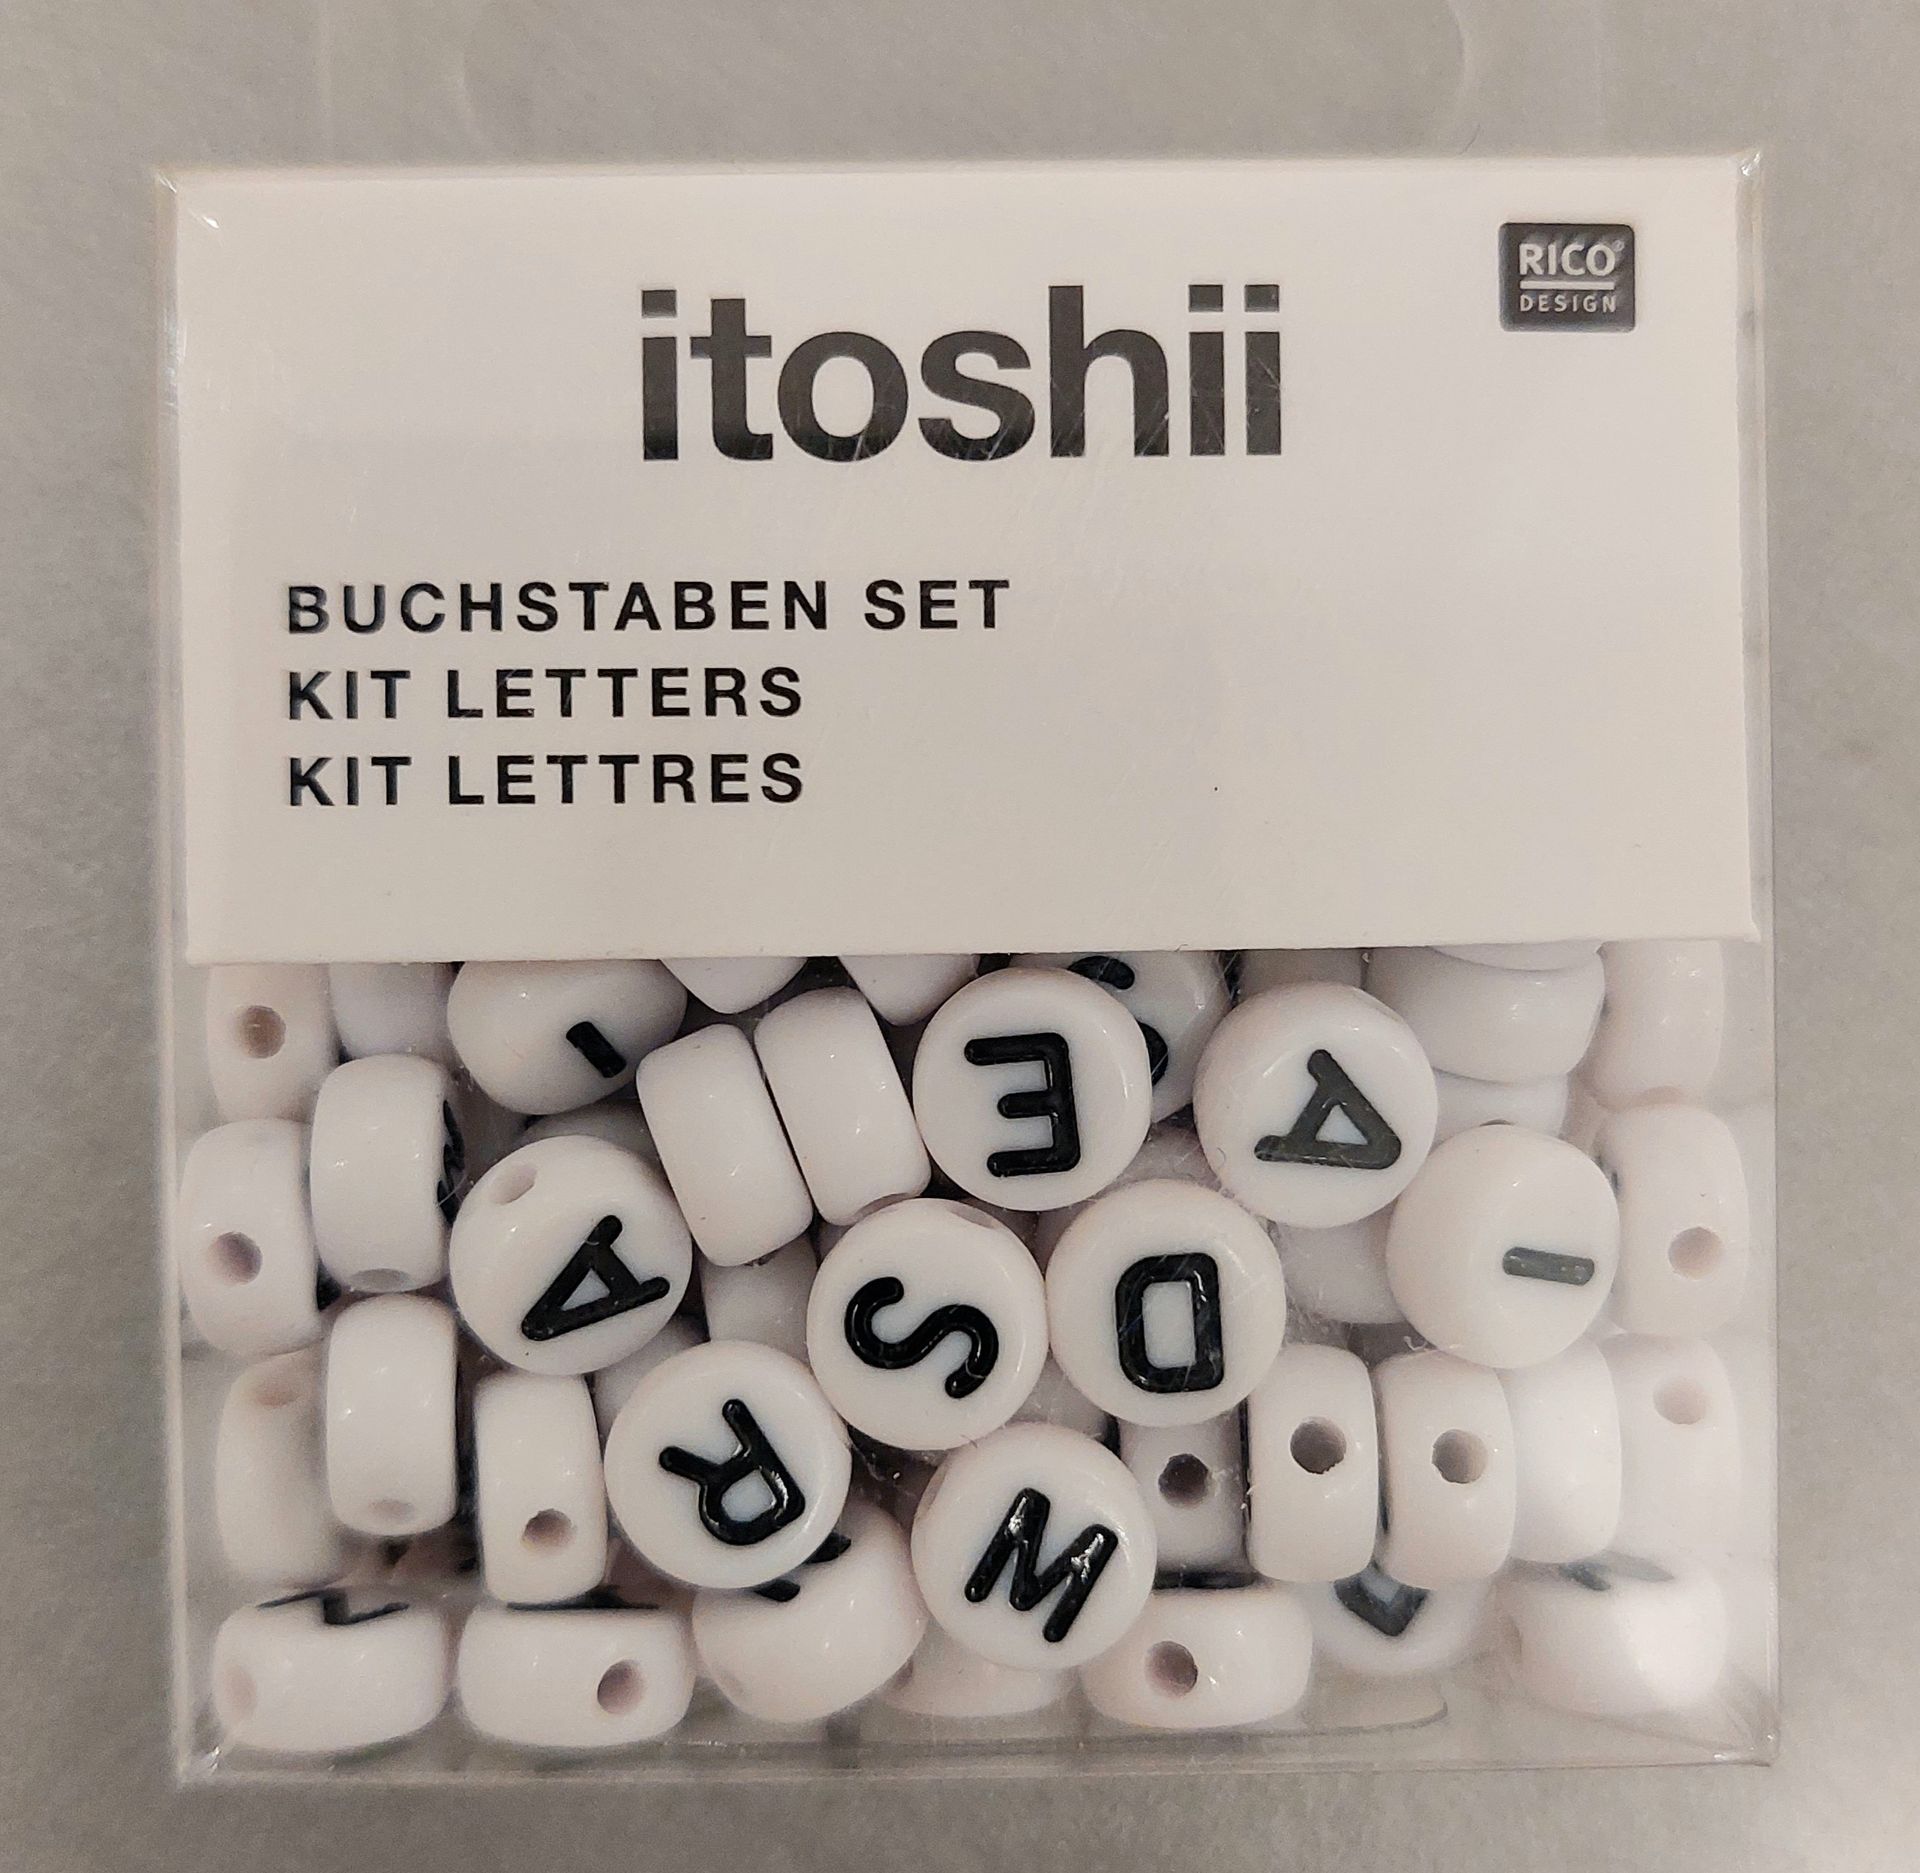 RICO®
DESIGN
itoshii
BUCHSTABEN SET
KIT LETTERS
KIT LETTRES
E
A
I
A
S
D
R
M